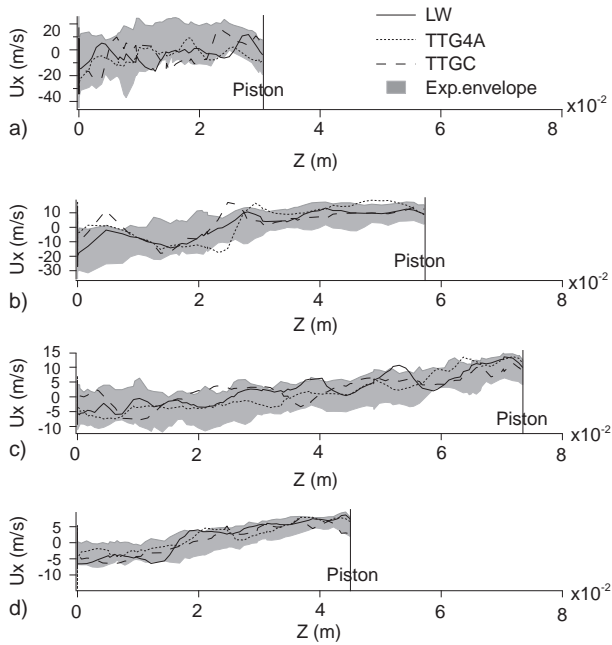 LW
TTG4A
TTGC
Exp.envelope
Ux (m/s)
20
0
-20
-40
Piston
a)
0
2
4
6
8
x10-2
Z (m)
Ux (m/s)
10
0
-10
-20
-30
Piston
b)
0
2
4
6
8
x10-2
Z (m)
Ux (m/s)
15
10
5
0
-5
-10
Piston
c)
0
2
4
6
8
x10-2
Z (m)
Ux (m/s)
5
0
-5
-10
Piston
d)
0
2
4
6
8
x10-2
Z (m)